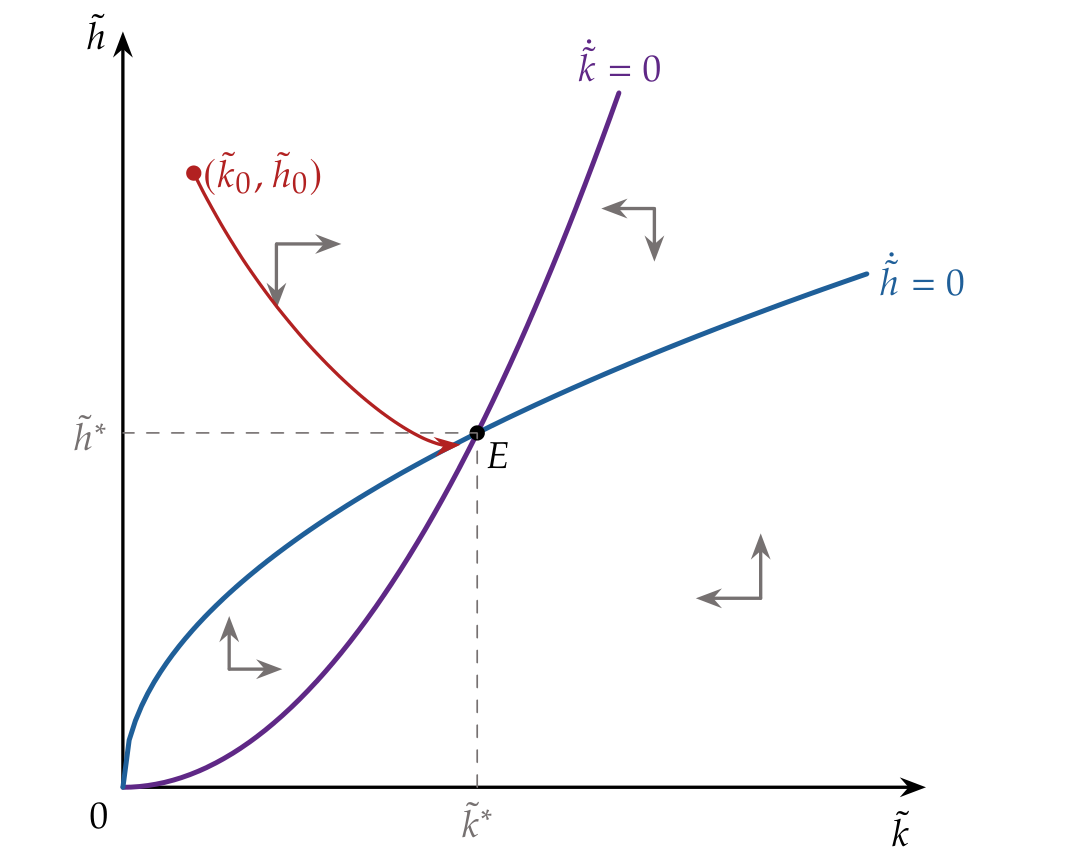 h̃
k̃̇ = 0
(k̃₀, h̃₀)
h̃̇ = 0
h̃*
E
0
k̃*
k̃